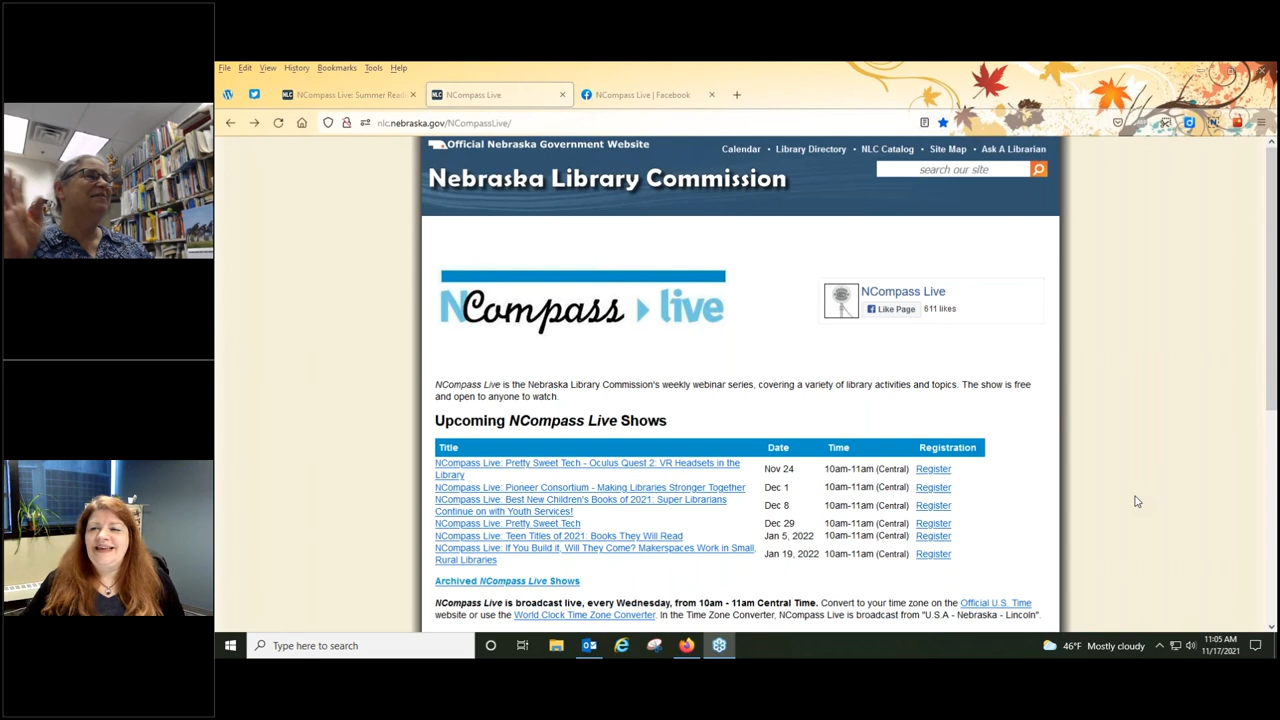 File Edit View History Bookmarks Tools Help
NCompass Live: Summer Readi
NCompass Live
NCompass Live | Facebook
nlc.nebraska.gov/NCompassLive/
Official Nebraska Government Website
Calendar • Library Directory • NLC Catalog • Site Map • Ask A Librarian
Nebraska Library Commission
search our site
NCompass live
NCompass Live
Like Page 611 likes
NCompass Live is the Nebraska Library Commission's weekly webinar series, covering a variety of library activities and topics. The show is free
and open to anyone to watch.
Upcoming NCompass Live Shows
Title Date Time Registration
NCompass Live: Pretty Sweet Tech - Oculus Quest 2: VR Headsets in the
Library Nov 24 10am-11am (Central) Register
NCompass Live: Pioneer Consortium - Making Libraries Stronger Together Dec 1 10am-11am (Central) Register
NCompass Live: Best New Children's Books of 2021: Super Librarians
Continue on with Youth Services! Dec 8 10am-11am (Central) Register
NCompass Live: Pretty Sweet Tech Dec 29 10am-11am (Central) Register
NCompass Live: Teen Titles of 2021: Books They Will Read Jan 5, 2022 10am-11am (Central) Register
NCompass Live: If You Build it, Will They Come? Makerspaces Work in Small,
Rural Libraries Jan 19, 2022 10am-11am (Central) Register
Archived NCompass Live Shows
NCompass Live is broadcast live, every Wednesday, from 10am - 11am Central Time. Convert to your time zone on the Official U.S. Time
website or use the World Clock Time Zone Converter. In the Time Zone Converter, NCompass Live is broadcast from "U.S.A - Nebraska - Lincoln".
Type here to search
46°F Mostly cloudy
11:05 AM
11/17/2021